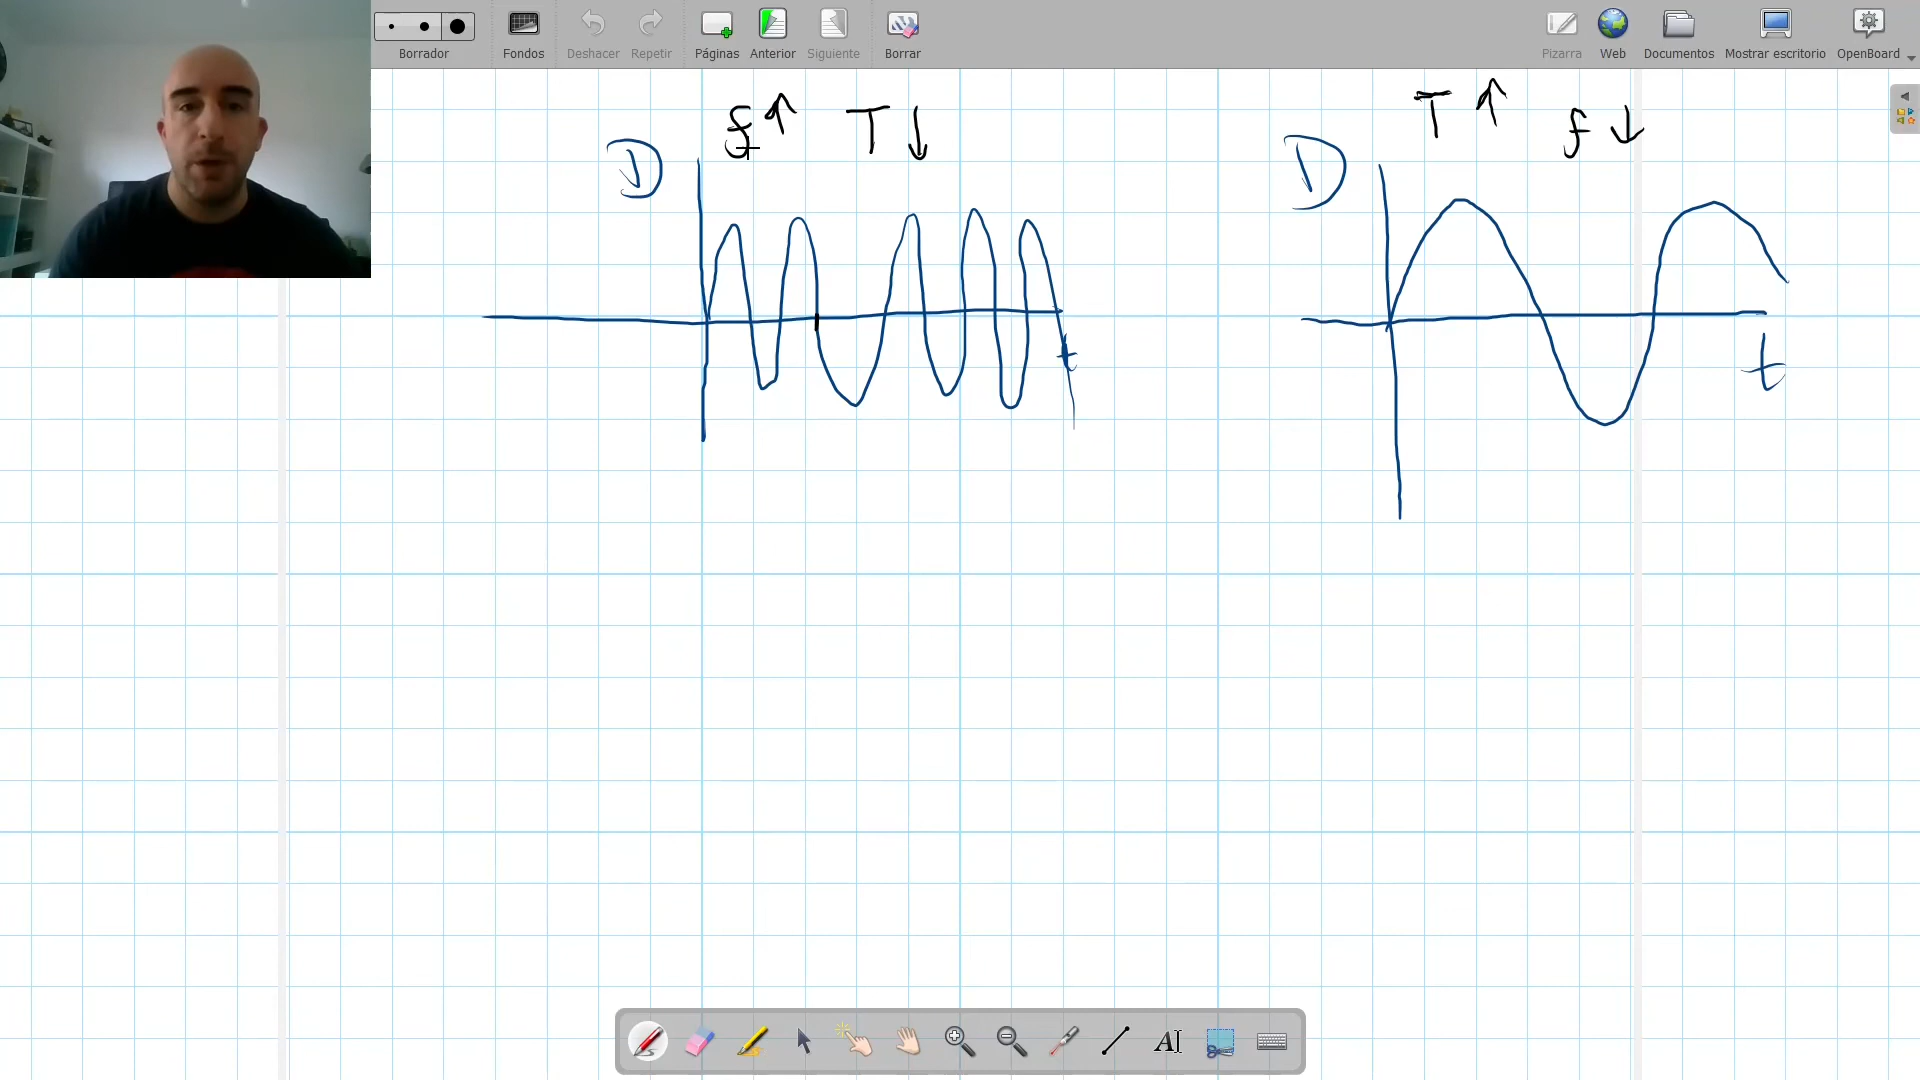 Borrador Fondos Deshacer Repetir Páginas Anterior Siguiente Borrar Pizarra Web Documentos Mostrar escritorio OpenBoard
f↑ T↓
T↑ f↓
D
D
t
t